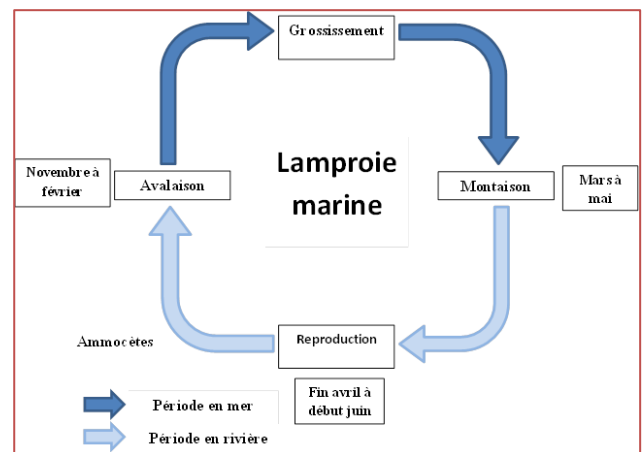 Grossissement
Novembre à
février
Avalaison
Lamproie
marine
Montaison
Mars à
mai
Ammocètes
Reproduction
Fin avril à
début juin
Période en mer
Période en rivière